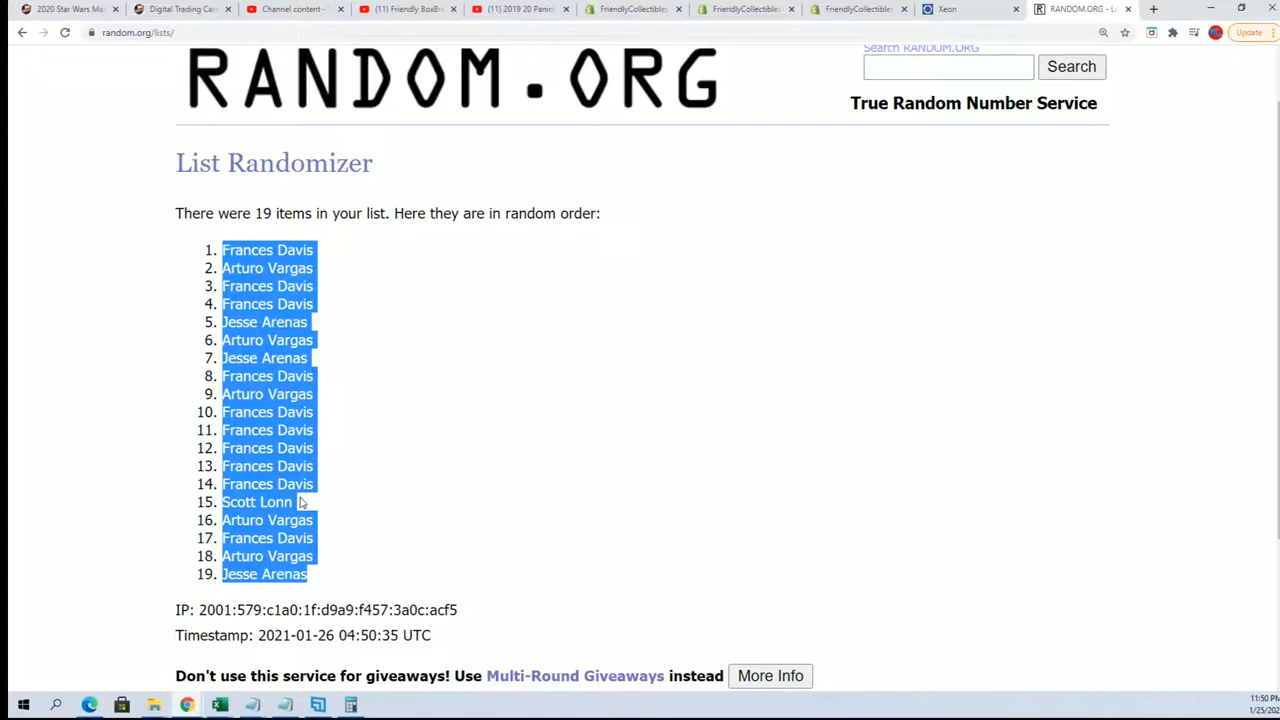 2020 Star Wars Ma
Digital Trading Car
Channel content -
(11) Friendly BoxBr
(11) 2019 20 Panin
FriendlyCollectibles
FriendlyCollectibles
FriendlyCollectibles
Xeon
RANDOM.ORG - L
random.org/lists/
Update
RANDOM.ORG
Search RANDOM.ORG
Search
True Random Number Service
List Randomizer
There were 19 items in your list. Here they are in random order:
1. Frances Davis
2. Arturo Vargas
3. Frances Davis
4. Frances Davis
5. Jesse Arenas
6. Arturo Vargas
7. Jesse Arenas
8. Frances Davis
9. Arturo Vargas
10. Frances Davis
11. Frances Davis
12. Frances Davis
13. Frances Davis
14. Frances Davis
15. Scott Lonn
16. Arturo Vargas
17. Frances Davis
18. Arturo Vargas
19. Jesse Arenas
IP: 2001:579:c1a0:1f:d9a9:f457:3a0c:acf5
Timestamp: 2021-01-26 04:50:35 UTC
Don't use this service for giveaways! Use Multi-Round Giveaways instead More Info
11:50 P
1/25/202